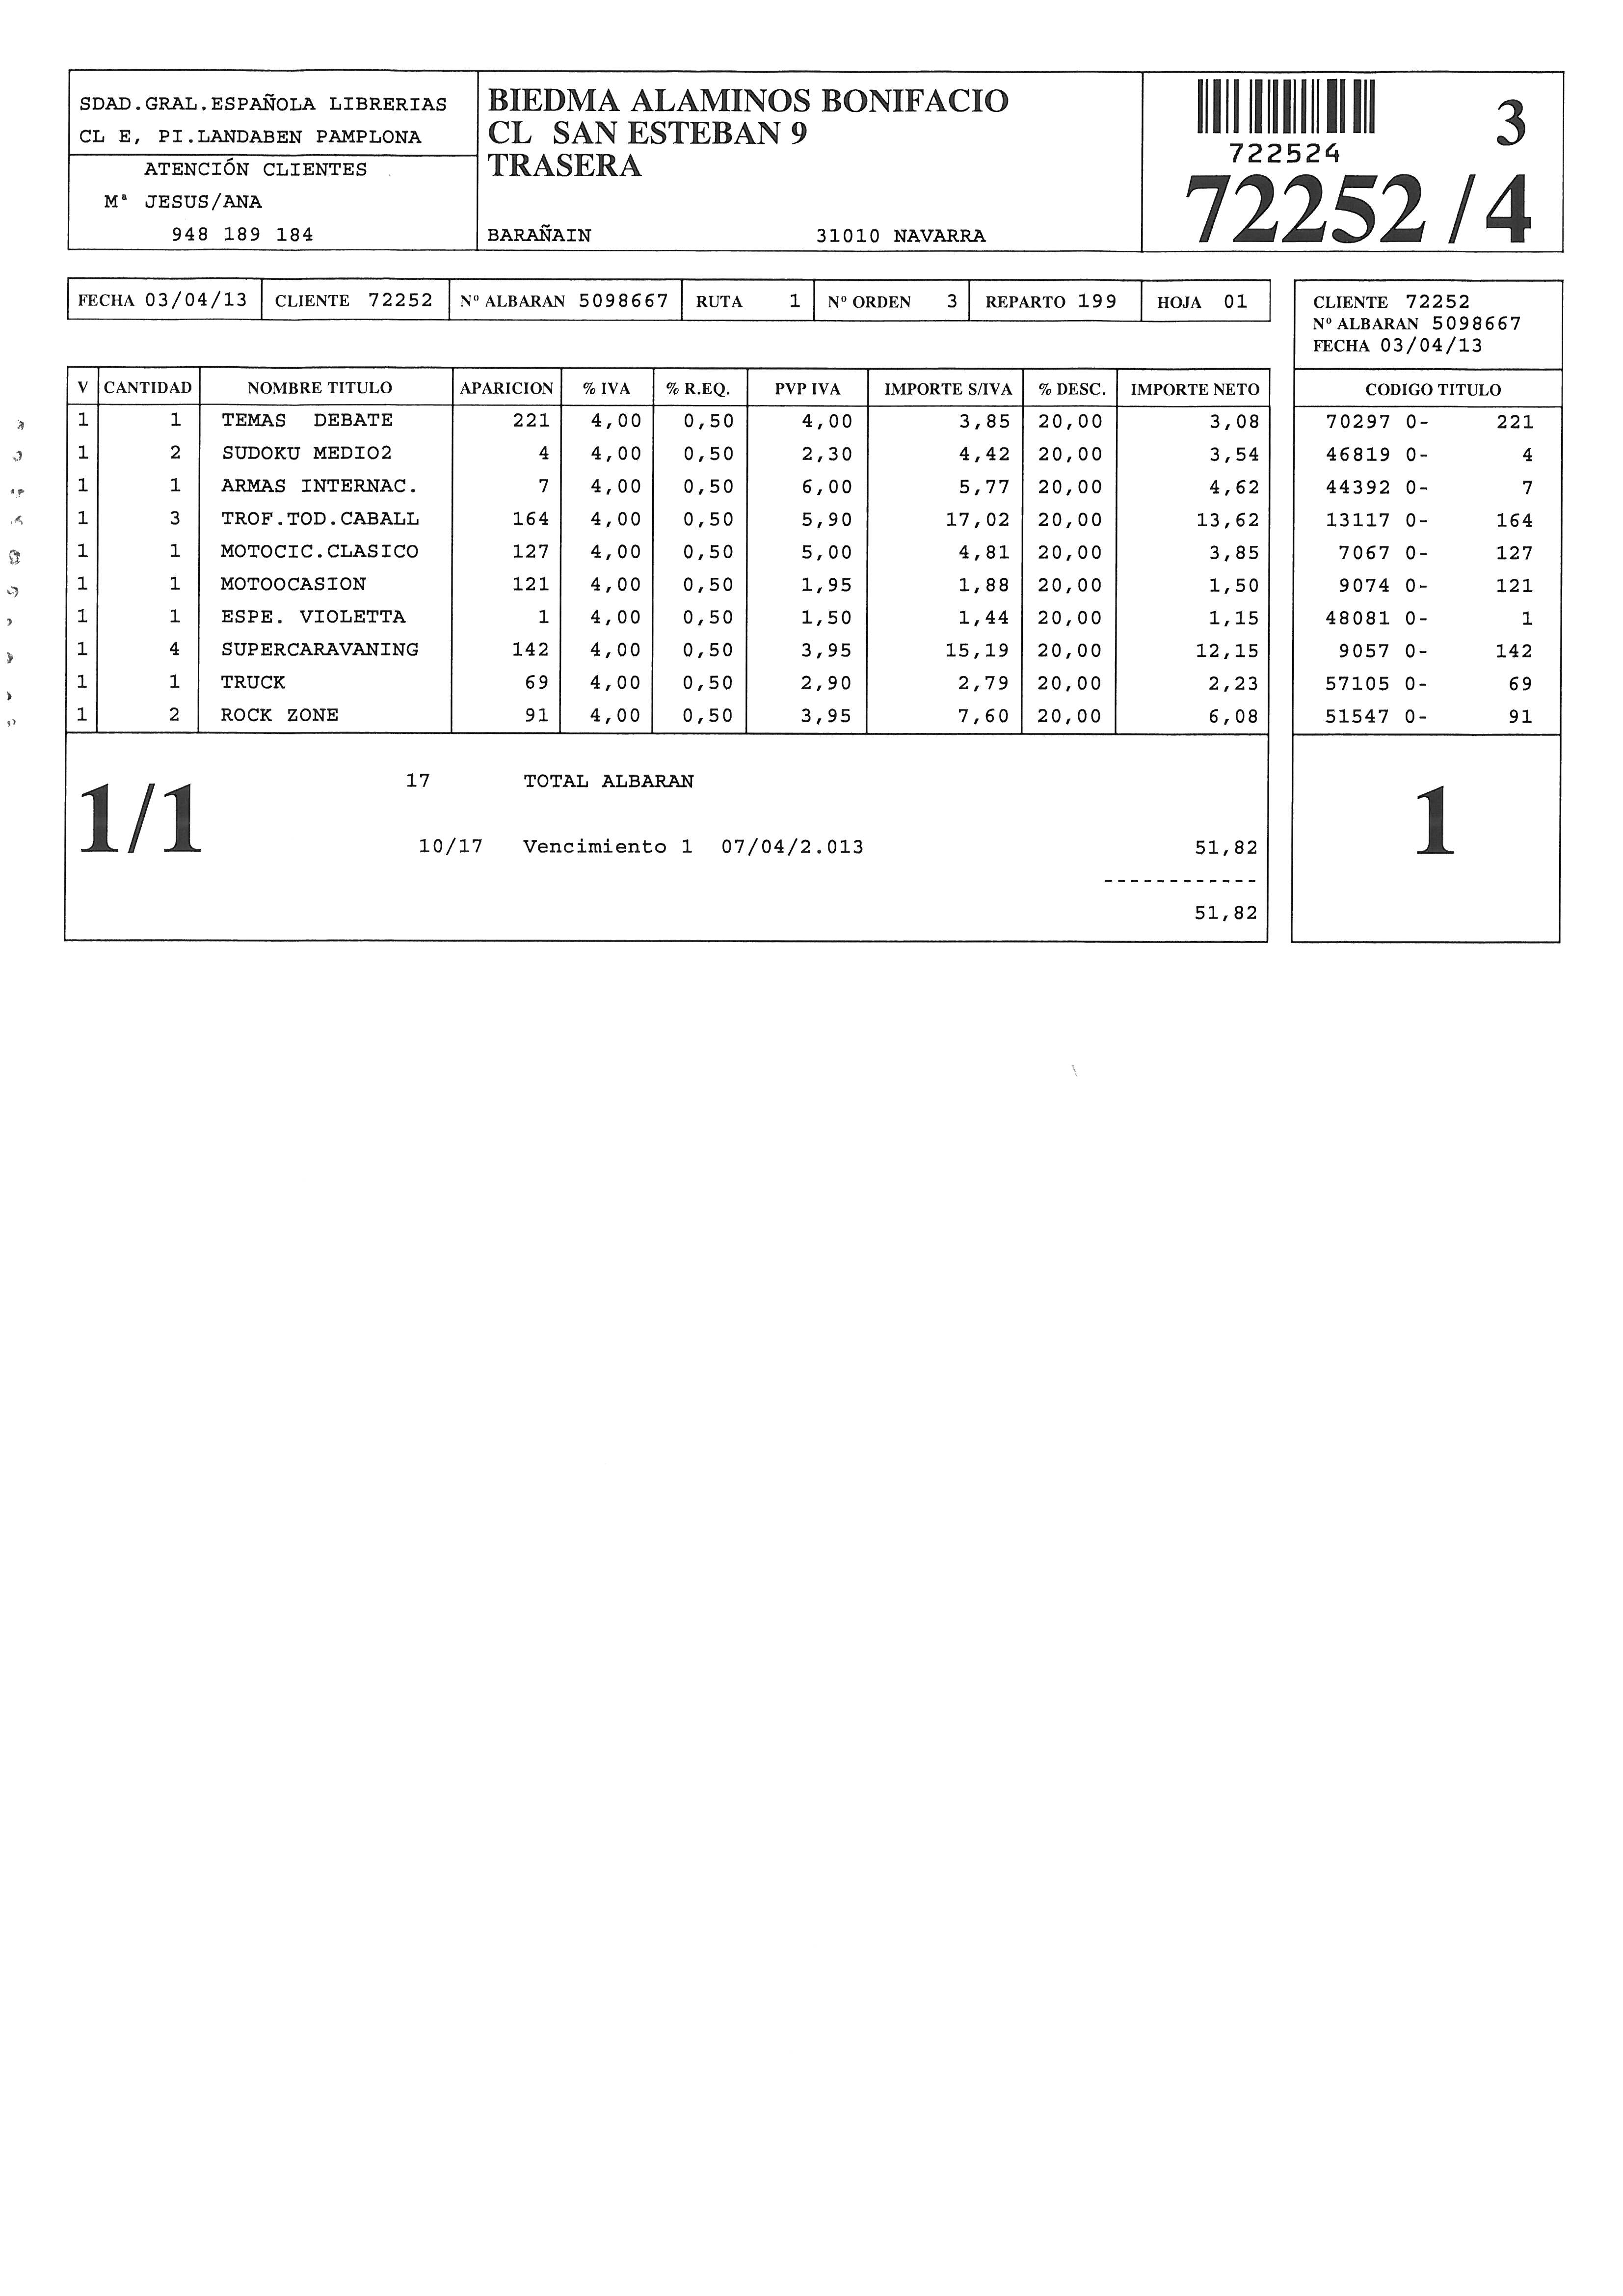 SDAD.GRAL.ESPAÑOLA LIBRERIAS
CL E, PI.LANDABEN PAMPLONA
ATENCIÓN CLIENTES
Mª JESUS/ANA
948 189 184
BIEDMA ALAMINOS BONIFACIO
CL SAN ESTEBAN 9
TRASERA
BARAÑAIN 31010 NAVARRA
722524
3
72252/4
FECHA 03/04/13 CLIENTE 72252 Nº ALBARAN 5098667 RUTA 1 Nº ORDEN 3 REPARTO 199 HOJA 01
CLIENTE 72252
Nº ALBARAN 5098667
FECHA 03/04/13
V CANTIDAD NOMBRE TITULO APARICION % IVA % R.EQ. PVP IVA IMPORTE S/IVA % DESC. IMPORTE NETO CODIGO TITULO
1 1 TEMAS DEBATE 221 4,00 0,50 4,00 3,85 20,00 3,08 70297 0- 221
1 2 SUDOKU MEDIO2 4 4,00 0,50 2,30 4,42 20,00 3,54 46819 0- 4
1 1 ARMAS INTERNAC. 7 4,00 0,50 6,00 5,77 20,00 4,62 44392 0- 7
1 3 TROF.TOD.CABALL 164 4,00 0,50 5,90 17,02 20,00 13,62 13117 0- 164
1 1 MOTOCIC.CLASICO 127 4,00 0,50 5,00 4,81 20,00 3,85 7067 0- 127
1 1 MOTOOCASION 121 4,00 0,50 1,95 1,88 20,00 1,50 9074 0- 121
1 1 ESPE. VIOLETTA 1 4,00 0,50 1,50 1,44 20,00 1,15 48081 0- 1
1 4 SUPERCARAVANING 142 4,00 0,50 3,95 15,19 20,00 12,15 9057 0- 142
1 1 TRUCK 69 4,00 0,50 2,90 2,79 20,00 2,23 57105 0- 69
1 2 ROCK ZONE 91 4,00 0,50 3,95 7,60 20,00 6,08 51547 0- 91
17 TOTAL ALBARAN
1/1
10/17 Vencimiento 1 07/04/2.013 51,82
------------
51,82
1